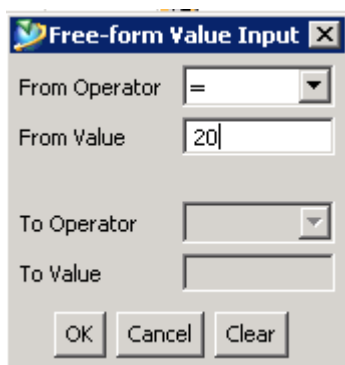 Free-form Value Input
From Operator =
From Value 20
To Operator
To Value
OK Cancel Clear